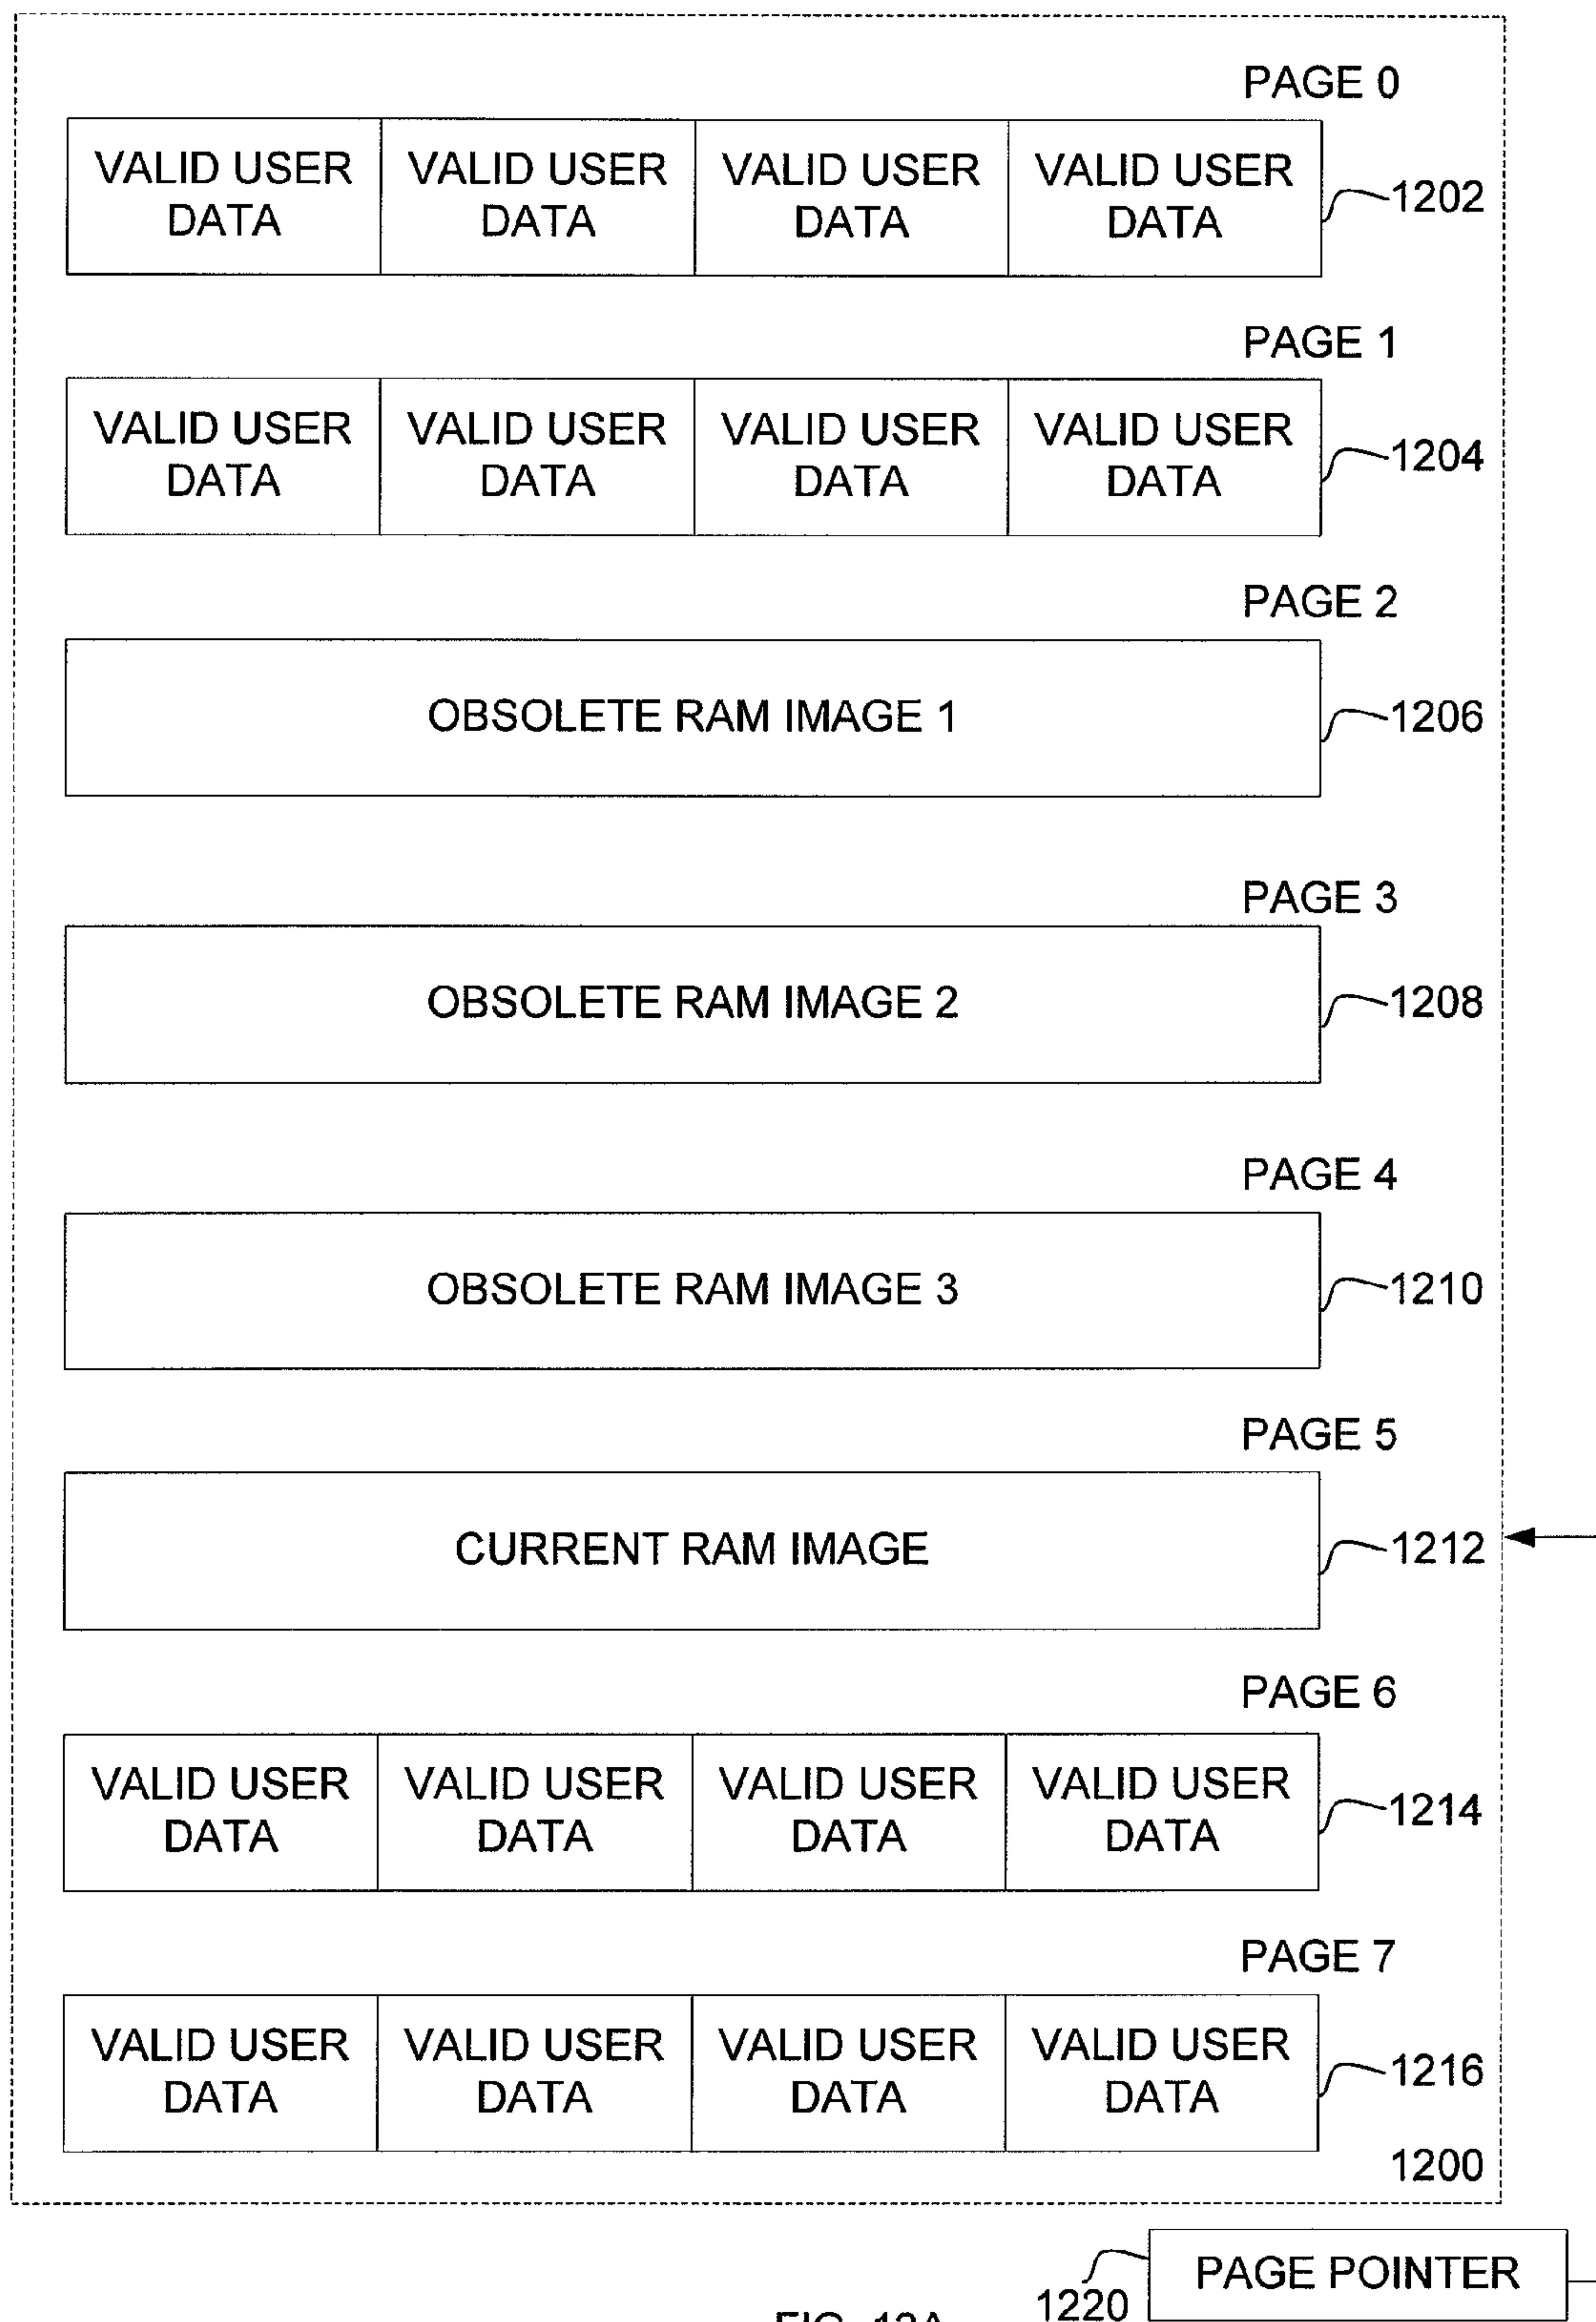 PAGE 0
VALID USER DATA VALID USER DATA VALID USER DATA VALID USER DATA
1202
PAGE 1
VALID USER DATA VALID USER DATA VALID USER DATA VALID USER DATA
1204
PAGE 2
OBSOLETE RAM IMAGE 1
1206
PAGE 3
OBSOLETE RAM IMAGE 2
1208
PAGE 4
OBSOLETE RAM IMAGE 3
1210
PAGE 5
CURRENT RAM IMAGE
1212
PAGE 6
VALID USER DATA VALID USER DATA VALID USER DATA VALID USER DATA
1214
PAGE 7
VALID USER DATA VALID USER DATA VALID USER DATA VALID USER DATA
1216
1200
PAGE POINTER
1220